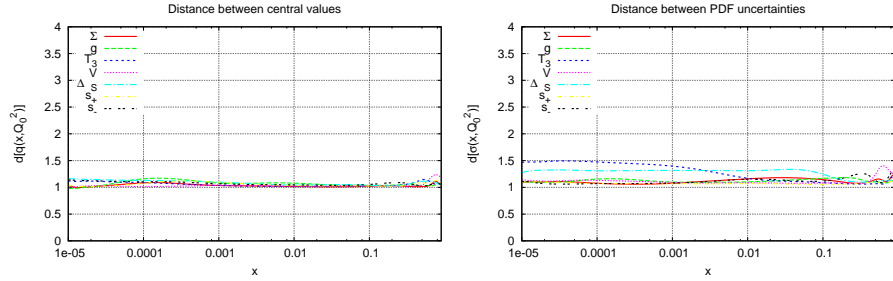 Distance between central values
4
3.5
3
2.5
2
1.5
1
0.5
0
d[q(x,Q₀²)]
Σ
g
T₃
V
Δ_S
s₊
s₋
1e-05
0.0001
0.001
0.01
0.1
x
Distance between PDF uncertainties
4
3.5
3
2.5
2
1.5
1
0.5
0
d[σ(x,Q₀²)]
Σ
g
T₃
V
Δ_S
s₊
s₋
1e-05
0.0001
0.001
0.01
0.1
x